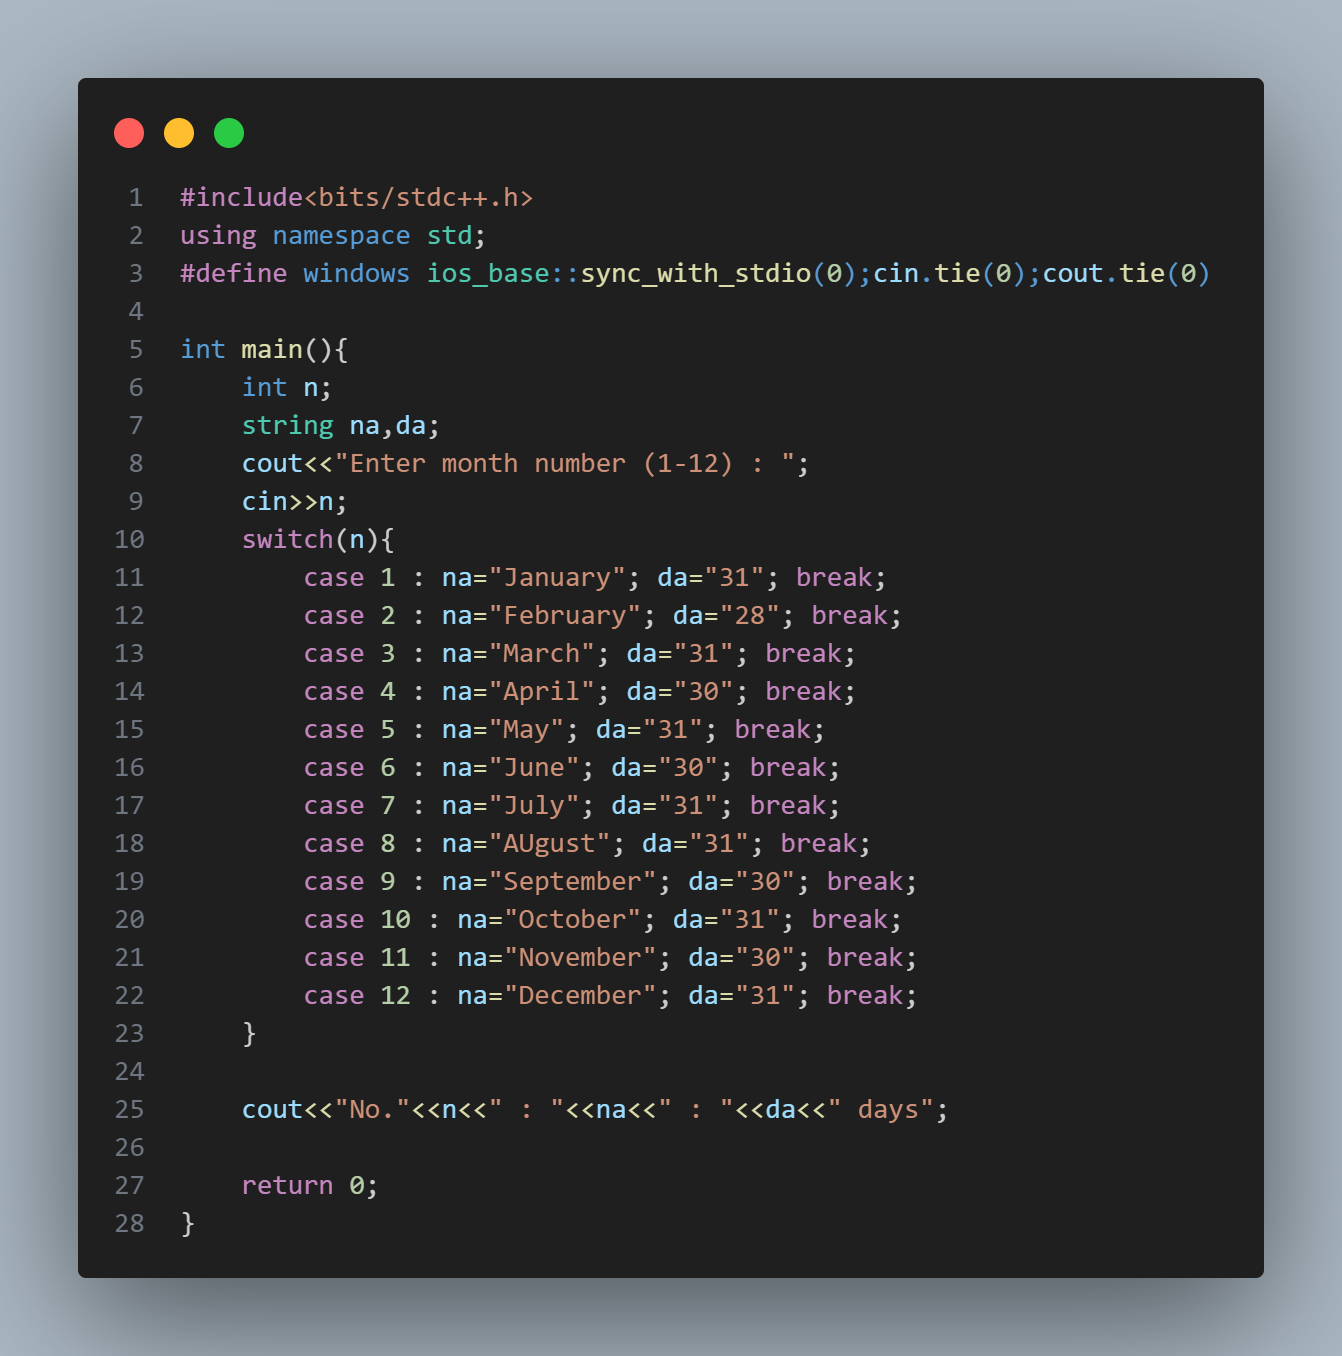 1 #include<bits/stdc++.h>
2 using namespace std;
3 #define windows ios_base::sync_with_stdio(0);cin.tie(0);cout.tie(0)
4
5 int main(){
6     int n;
7     string na,da;
8     cout<<"Enter month number (1-12) : ";
9     cin>>n;
10     switch(n){
11         case 1 : na="January"; da="31"; break;
12         case 2 : na="February"; da="28"; break;
13         case 3 : na="March"; da="31"; break;
14         case 4 : na="April"; da="30"; break;
15         case 5 : na="May"; da="31"; break;
16         case 6 : na="June"; da="30"; break;
17         case 7 : na="July"; da="31"; break;
18         case 8 : na="AUgust"; da="31"; break;
19         case 9 : na="September"; da="30"; break;
20         case 10 : na="October"; da="31"; break;
21         case 11 : na="November"; da="30"; break;
22         case 12 : na="December"; da="31"; break;
23     }
24
25     cout<<"No."<<n<<" : "<<na<<" : "<<da<<" days";
26
27     return 0;
28 }